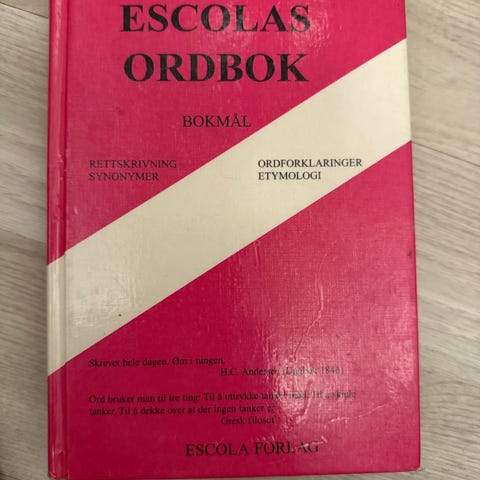 ESCOLAS
ORDBOK
BOKMÅL
RETTSKRIVNING ORDFORKLARINGER
SYNONYMER ETYMOLOGI
Skrevet hele dagen. Øm i tungen.
H.C. Andersen 1846)
Ord bruker man til tre ting: Til å uttrykke
tanker. Til å dekke over at der ingen tanker er.
Gresk filosof
ESCOLA FORLAG